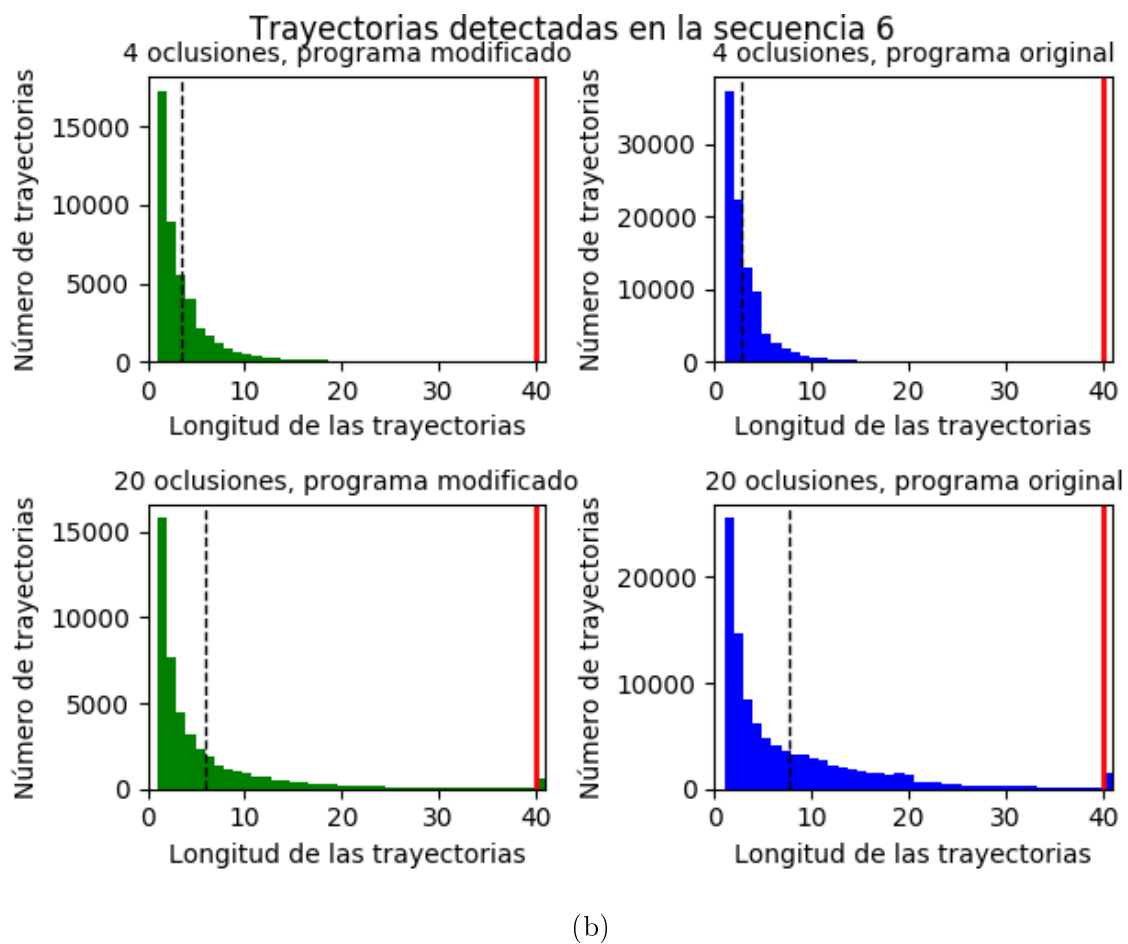 Trayectorias detectadas en la secuencia 6
4 oclusiones, programa modificado
Número de trayectorias
15000
10000
5000
0
0 10 20 30 40
Longitud de las trayectorias
4 oclusiones, programa original
Número de trayectorias
30000
20000
10000
0
0 10 20 30 40
Longitud de las trayectorias
20 oclusiones, programa modificado
Número de trayectorias
15000
10000
5000
0
0 10 20 30 40
Longitud de las trayectorias
20 oclusiones, programa original
Número de trayectorias
20000
10000
0
0 10 20 30 40
Longitud de las trayectorias
(b)